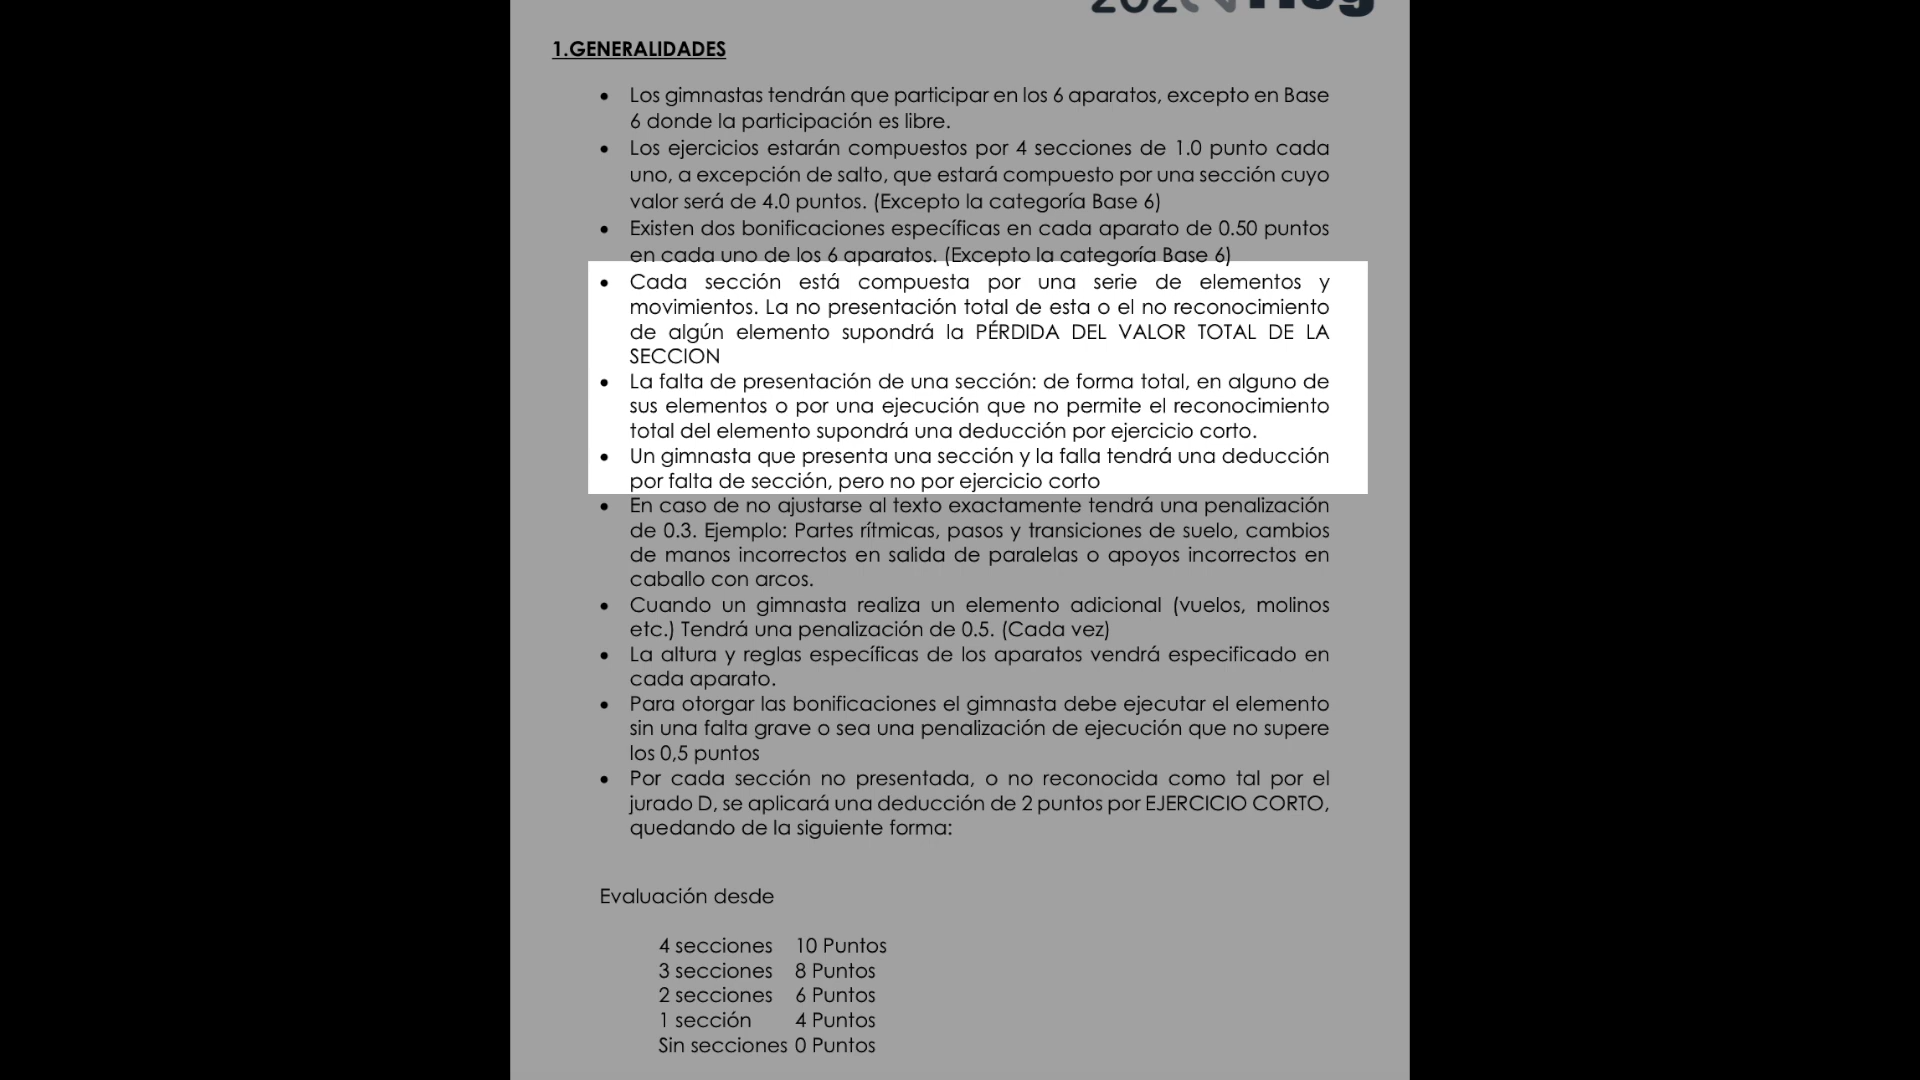 1.GENERALIDADES
• Los gimnastas tendrán que participar en los 6 aparatos, excepto en Base
6 donde la participación es libre.
• Los ejercicios estarán compuestos por 4 secciones de 1.0 punto cada
uno, a excepción de salto, que estará compuesto por una sección cuyo
valor será de 4.0 puntos. (Excepto la categoría Base 6)
• Existen dos bonificaciones específicas en cada aparato de 0.50 puntos
en cada uno de los 6 aparatos. (Excepto la categoría Base 6)
• Cada sección está compuesta por una serie de elementos y
movimientos. La no presentación total de esta o el no reconocimiento
de algún elemento supondrá la PÉRDIDA DEL VALOR TOTAL DE LA
SECCION
• La falta de presentación de una sección: de forma total, en alguno de
sus elementos o por una ejecución que no permite el reconocimiento
total del elemento supondrá una deducción por ejercicio corto.
• Un gimnasta que presenta una sección y la falla tendrá una deducción
por falta de sección, pero no por ejercicio corto
• En caso de no ajustarse al texto exactamente tendrá una penalización
de 0.3. Ejemplo: Partes rítmicas, pasos y transiciones de suelo, cambios
de manos incorrectos en salida de paralelas o apoyos incorrectos en
caballo con arcos.
• Cuando un gimnasta realiza un elemento adicional (vuelos, molinos
etc.) Tendrá una penalización de 0.5. (Cada vez)
• La altura y reglas específicas de los aparatos vendrá especificado en
cada aparato.
• Para otorgar las bonificaciones el gimnasta debe ejecutar el elemento
sin una falta grave o sea una penalización de ejecución que no supere
los 0,5 puntos
• Por cada sección no presentada, o no reconocida como tal por el
jurado D, se aplicará una deducción de 2 puntos por EJERCICIO CORTO,
quedando de la siguiente forma:
Evaluación desde
4 secciones 10 Puntos
3 secciones 8 Puntos
2 secciones 6 Puntos
1 sección 4 Puntos
Sin secciones 0 Puntos